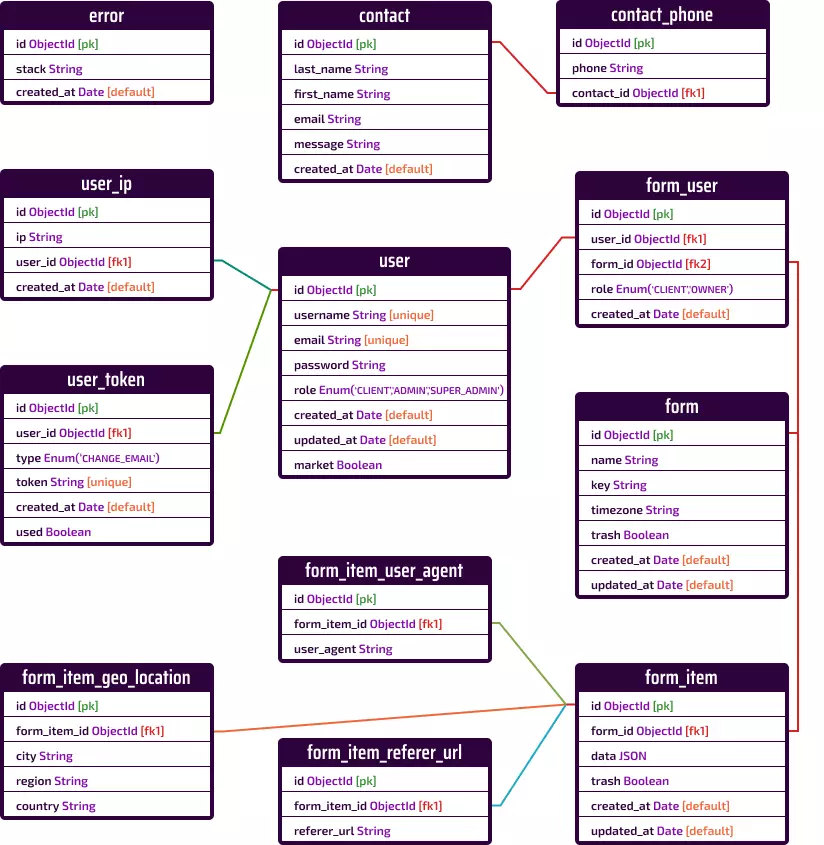 error
id ObjectId [pk]
stack String
created_at Date [default]
contact
id ObjectId [pk]
last_name String
first_name String
email String
message String
created_at Date [default]
contact_phone
id ObjectId [pk]
phone String
contact_id ObjectId [fk1]
user_ip
id ObjectId [pk]
ip String
user_id ObjectId [fk1]
created_at Date [default]
user
id ObjectId [pk]
username String [unique]
email String [unique]
password String
role Enum('CLIENT','ADMIN','SUPER_ADMIN')
created_at Date [default]
updated_at Date [default]
market Boolean
form_user
id ObjectId [pk]
user_id ObjectId [fk1]
form_id ObjectId [fk2]
role Enum('CLIENT','OWNER')
created_at Date [default]
user_token
id ObjectId [pk]
user_id ObjectId [fk1]
type Enum('CHANGE_EMAIL')
token String [unique]
created_at Date [default]
used Boolean
form
id ObjectId [pk]
name String
key String
timezone String
trash Boolean
created_at Date [default]
updated_at Date [default]
form_item_user_agent
id ObjectId [pk]
form_item_id ObjectId [fk1]
user_agent String
form_item_geo_location
id ObjectId [pk]
form_item_id ObjectId [fk1]
city String
region String
country String
form_item_referer_url
id ObjectId [pk]
form_item_id ObjectId [fk1]
referer_url String
form_item
id ObjectId [pk]
form_id ObjectId [fk1]
data JSON
trash Boolean
created_at Date [default]
updated_at Date [default]